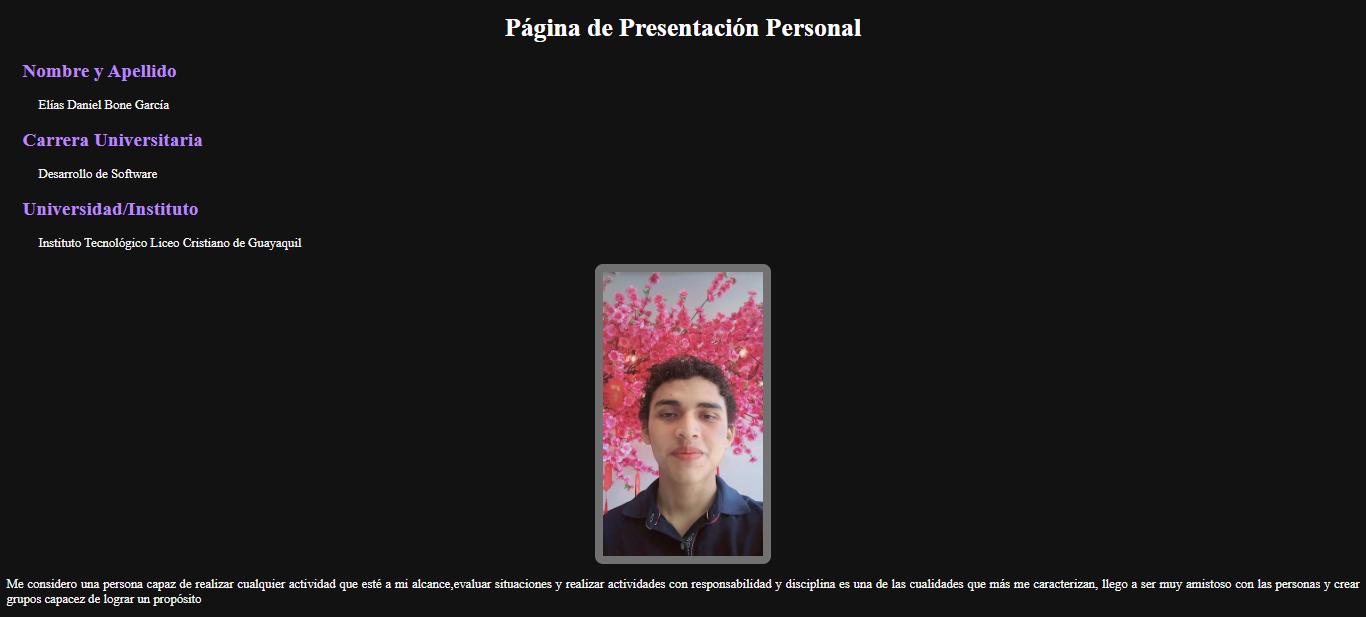 Página de Presentación Personal
Nombre y Apellido
Elías Daniel Bone García
Carrera Universitaria
Desarrollo de Software
Universidad/Instituto
Instituto Tecnológico Liceo Cristiano de Guayaquil
Me considero una persona capaz de realizar cualquier actividad que esté a mi alcance,evaluar situaciones y realizar actividades con responsabilidad y disciplina es una de las cualidades que más me caracterizan, llego a ser muy amistoso con las personas y crear
grupos capacez de lograr un propósito